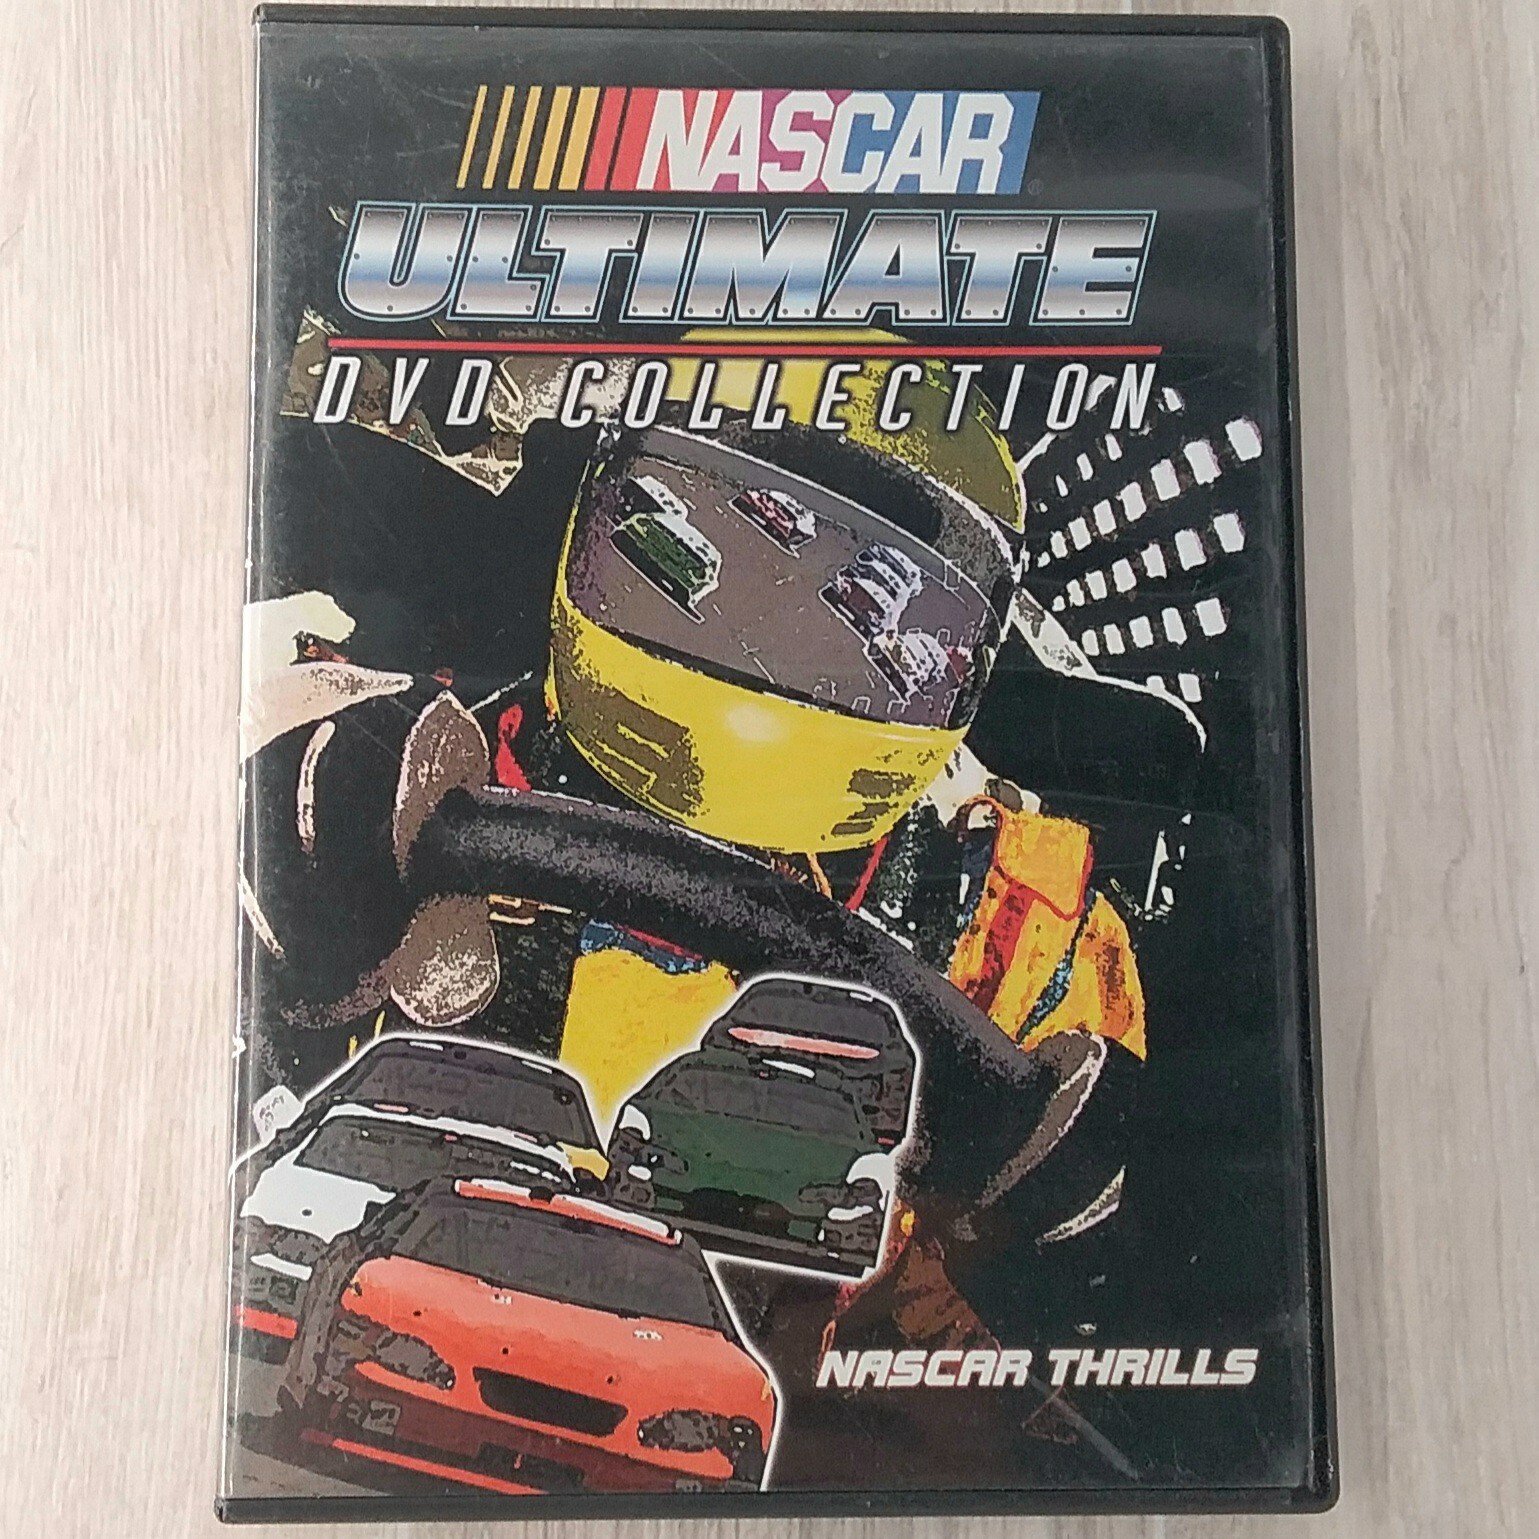 NASCAR®
ULTIMATE
DVD COLLECTION
NASCAR THRILLS